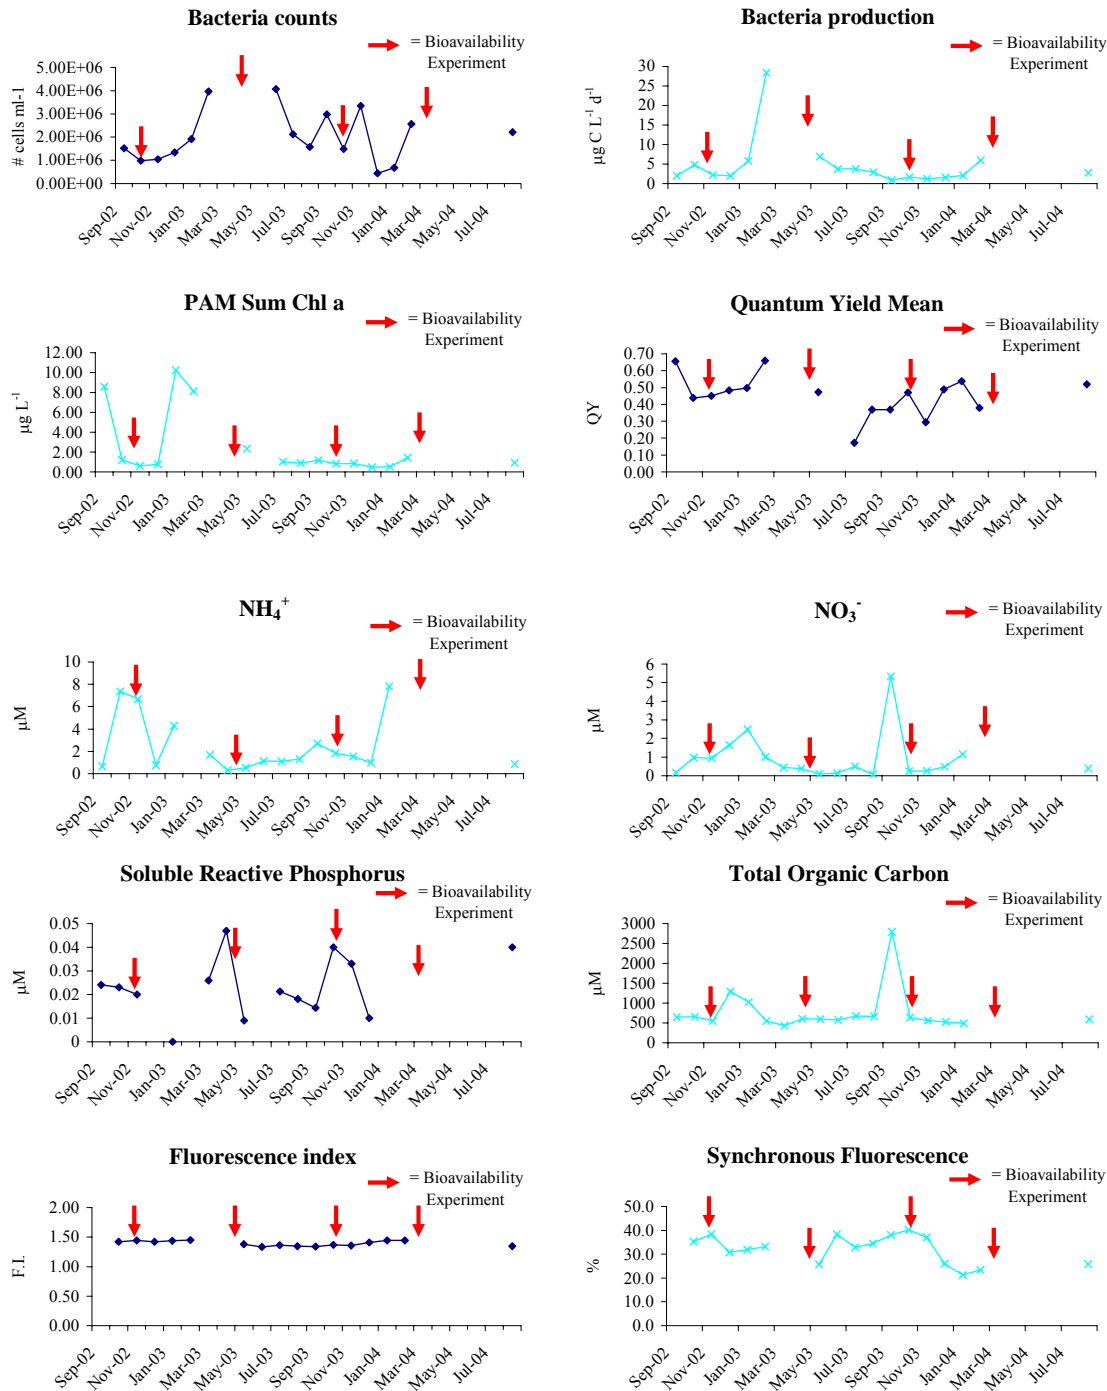 Bacteria counts
= Bioavailability
Experiment
# cells ml-1
5.00E+06
4.00E+06
3.00E+06
2.00E+06
1.00E+06
0.00E+00
Sep-02
Nov-02
Jan-03
Mar-03
May-03
Jul-03
Sep-03
Nov-03
Jan-04
Mar-04
May-04
Jul-04
Bacteria production
= Bioavailability
Experiment
µg C L-1 d-1
30
25
20
15
10
5
0
Sep-02
Nov-02
Jan-03
Mar-03
May-03
Jul-03
Sep-03
Nov-03
Jan-04
Mar-04
May-04
Jul-04
PAM Sum Chl a
= Bioavailability
Experiment
µg L-1
12.00
10.00
8.00
6.00
4.00
2.00
0.00
Sep-02
Nov-02
Jan-03
Mar-03
May-03
Jul-03
Sep-03
Nov-03
Jan-04
Mar-04
May-04
Jul-04
Quantum Yield Mean
= Bioavailability
Experiment
QY
0.70
0.60
0.50
0.40
0.30
0.20
0.10
0.00
Sep-02
Nov-02
Jan-03
Mar-03
May-03
Jul-03
Sep-03
Nov-03
Jan-04
Mar-04
May-04
Jul-04
NH4+
= Bioavailability
Experiment
µM
10
8
6
4
2
0
Sep-02
Nov-02
Jan-03
Mar-03
May-03
Jul-03
Sep-03
Nov-03
Jan-04
Mar-04
May-04
Jul-04
NO3-
= Bioavailability
Experiment
µM
6
5
4
3
2
1
0
Sep-02
Nov-02
Jan-03
Mar-03
May-03
Jul-03
Sep-03
Nov-03
Jan-04
Mar-04
May-04
Jul-04
Soluble Reactive Phosphorus
= Bioavailability
Experiment
µM
0.05
0.04
0.03
0.02
0.01
0
Sep-02
Nov-02
Jan-03
Mar-03
May-03
Jul-03
Sep-03
Nov-03
Jan-04
Mar-04
May-04
Jul-04
Total Organic Carbon
= Bioavailability
Experiment
µM
3000
2500
2000
1500
1000
500
0
Sep-02
Nov-02
Jan-03
Mar-03
May-03
Jul-03
Sep-03
Nov-03
Jan-04
Mar-04
May-04
Jul-04
Fluorescence index
= Bioavailability
Experiment
F.I.
2.00
1.50
1.00
0.50
0.00
Sep-02
Nov-02
Jan-03
Mar-03
May-03
Jul-03
Sep-03
Nov-03
Jan-04
Mar-04
May-04
Jul-04
Synchronous Fluorescence
= Bioavailability
Experiment
%
50.0
40.0
30.0
20.0
10.0
0.0
Sep-02
Nov-02
Jan-03
Mar-03
May-03
Jul-03
Sep-03
Nov-03
Jan-04
Mar-04
May-04
Jul-04